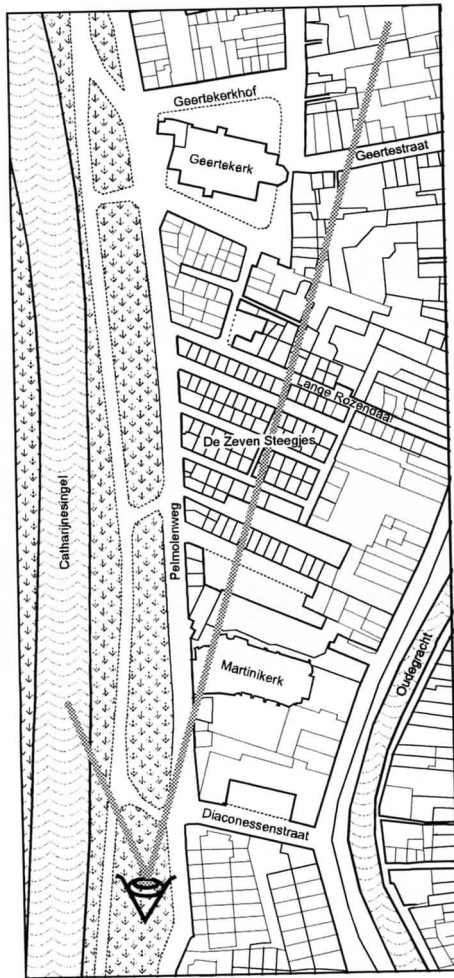 Geertekerkhof
Geertekerk
Geertestraat
Lange Rozendaal
De Zeven Steegjes
Catharijnesingel
Pelmolenweg
Martinikerk
Oudegracht
Diaconessenstraat